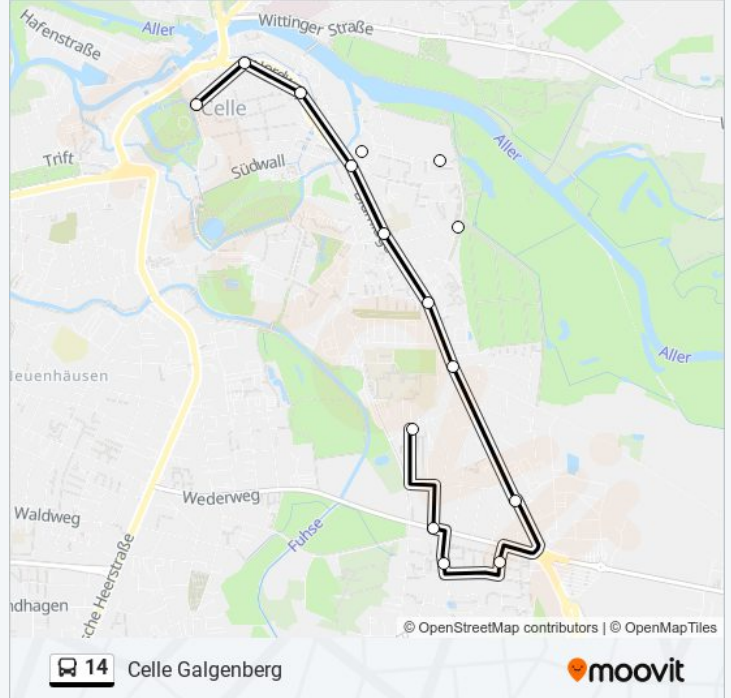 Hafenstraße
Aller
Wittinger Straße
Celle
Trift
Südwall
Aller
Aller
Wederweg
Waldweg
Fuhse
© OpenStreetMap contributors | © OpenMapTiles
14 Celle Galgenberg
moovit